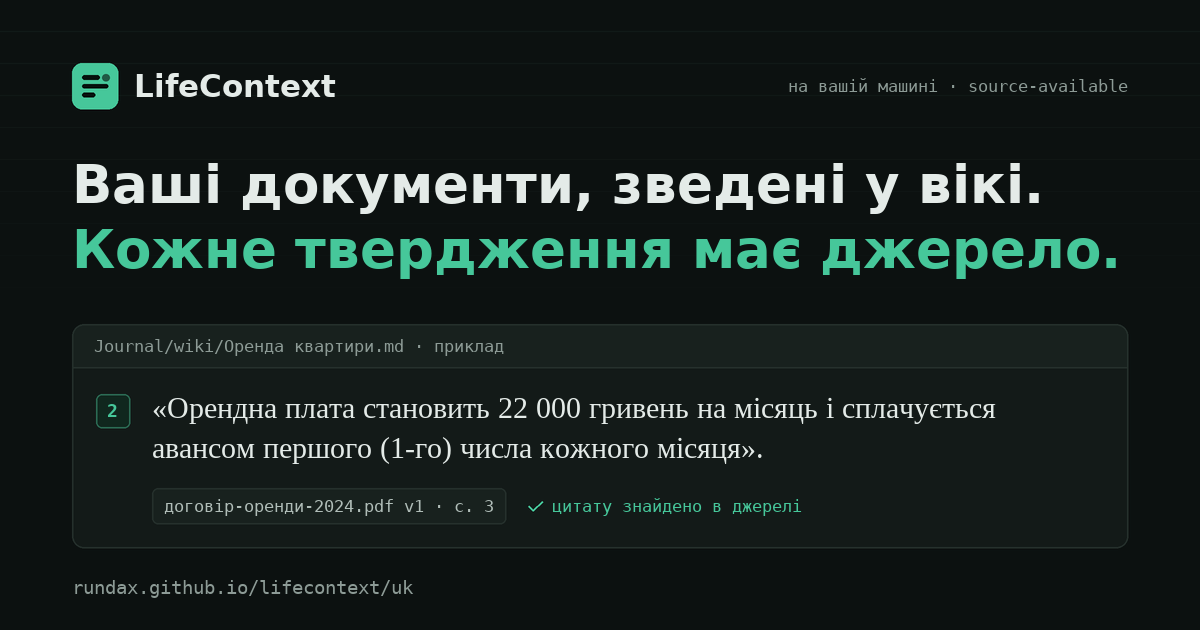 LifeContext
на вашій машині · source-available
Ваші документи, зведені у вікі.
Кожне твердження має джерело.
Journal/wiki/Оренда квартири.md · приклад
2
«Орендна плата становить 22 000 гривень на місяць і сплачується
авансом першого (1-го) числа кожного місяця».
договір-оренди-2024.pdf v1 · с. 3
✓ цитату знайдено в джерелі
rundax.github.io/lifecontext/uk